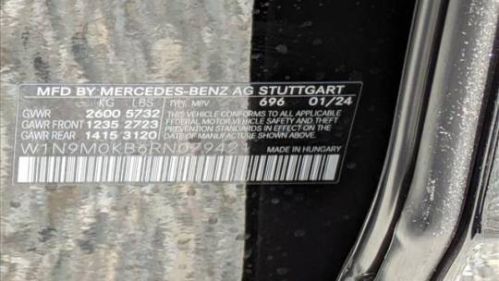 MFD BY MERCEDES-BENZ AG STUTTGART
KG LBS TYPE: MPV 696 01/24
GVWR 2600 5732 THIS VEHICLE CONFORMS TO ALL APPLICABLE
GAWR FRONT 1235 2723 FEDERAL MOTOR VEHICLE SAFETY AND THEFT
GAWR REAR 1415 3120 PREVENTION STANDARDS IN EFFECT ON THE
DATE OF MANUFACTURE SHOWN ABOVE
MADE IN HUNGARY